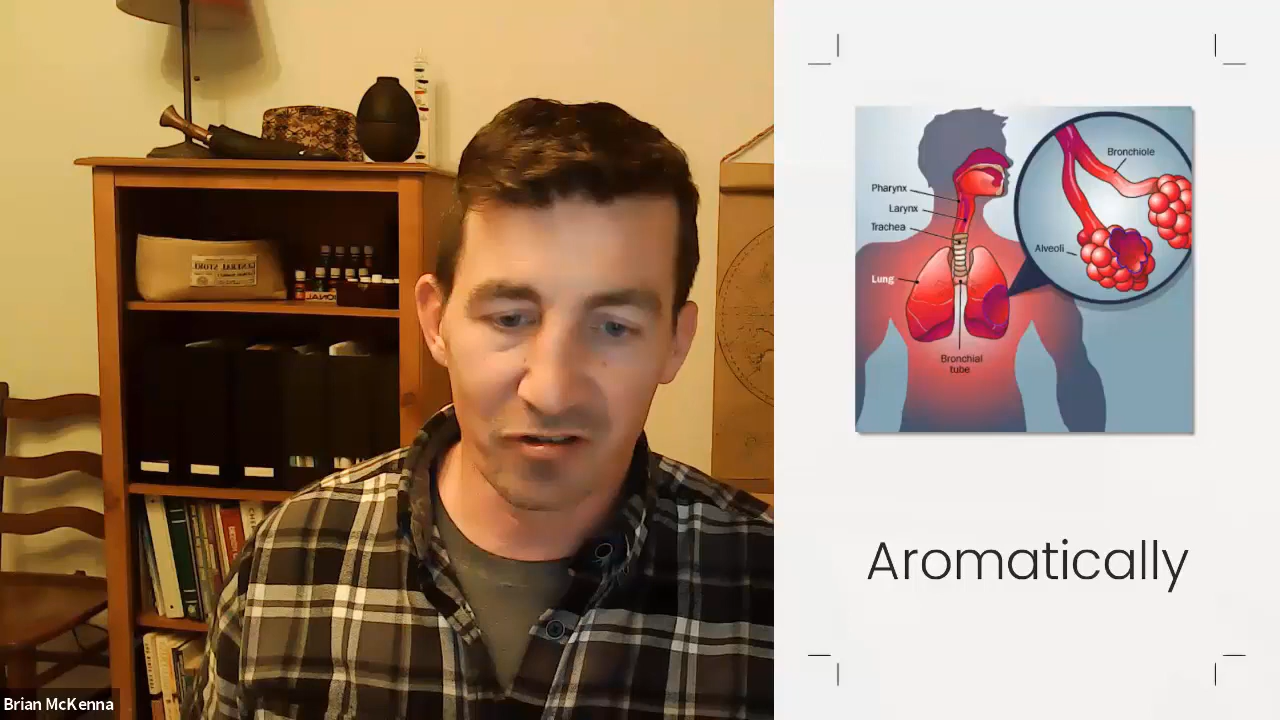 Brian McKenna
Bronchiole
Pharynx
Larynx
Trachea
Alveoli
Lung
Bronchial
tube
Aromatically